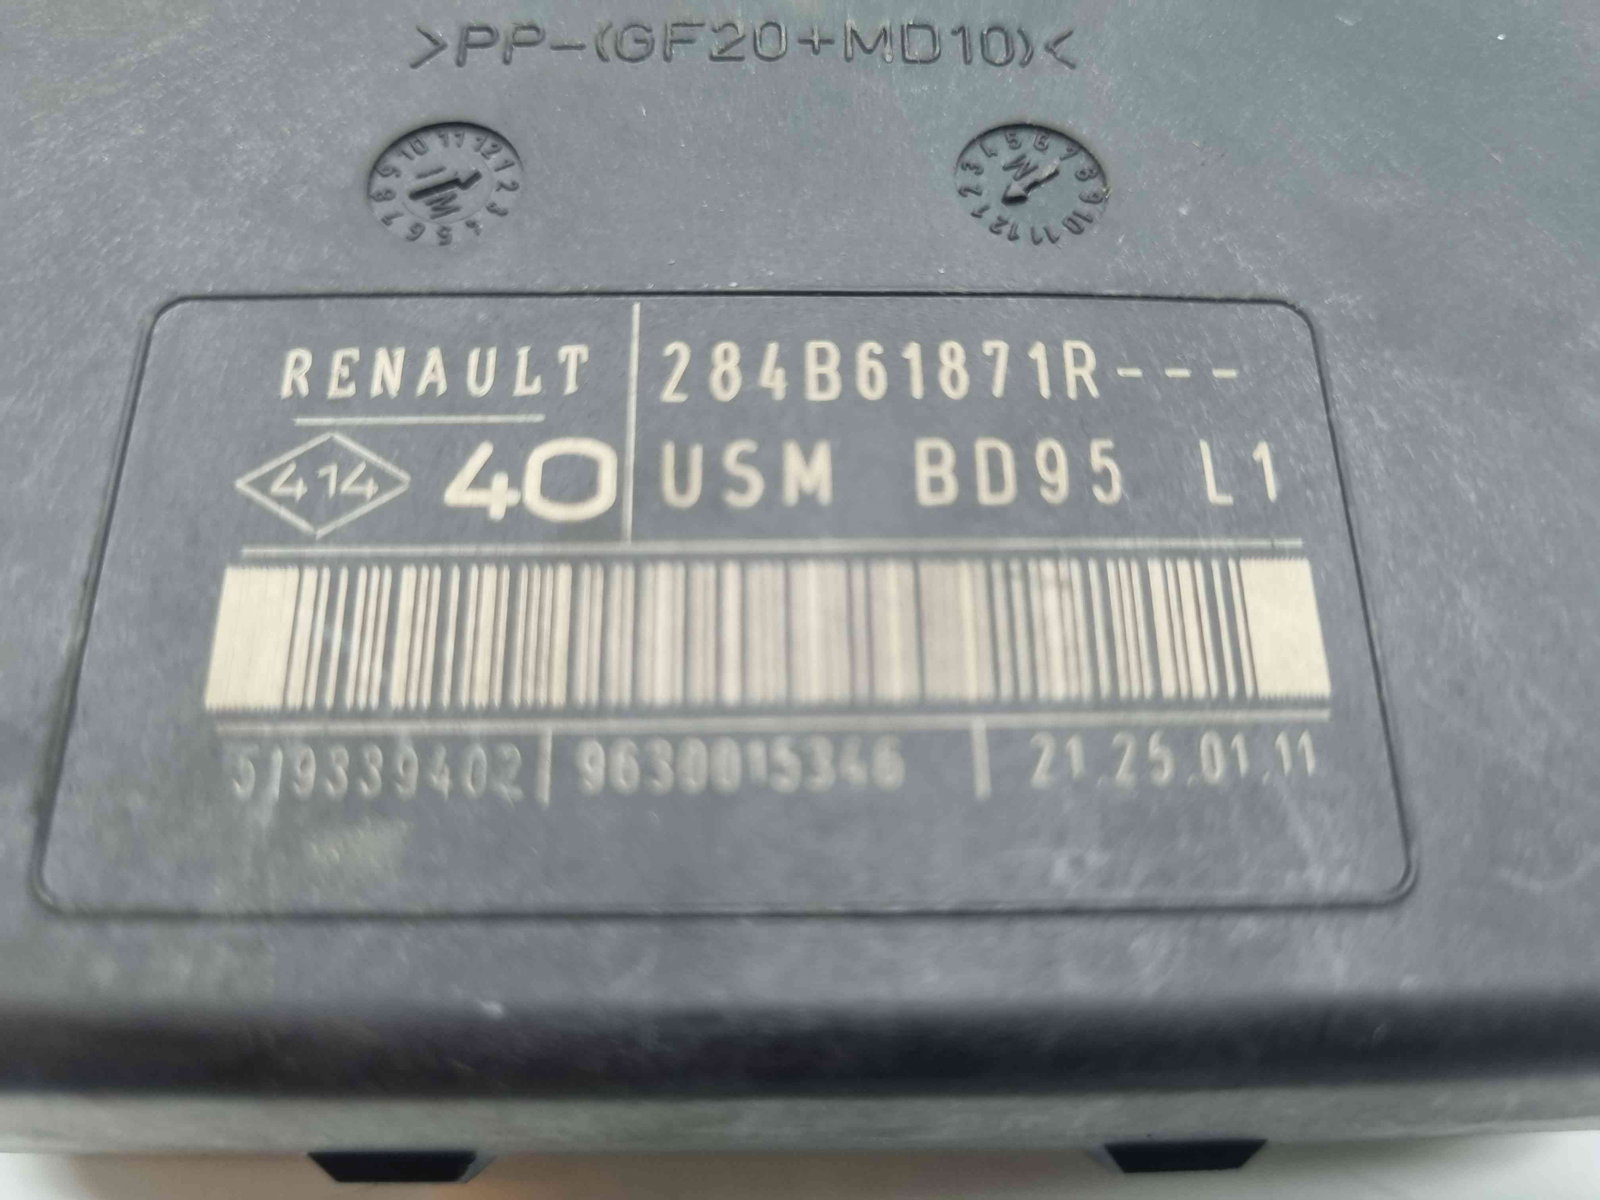 >PP-(GF20+MD10)<
RENAULT
284B61871R---
414 40
USM BD95 L1
519339402 9630015346 21.25.01.11